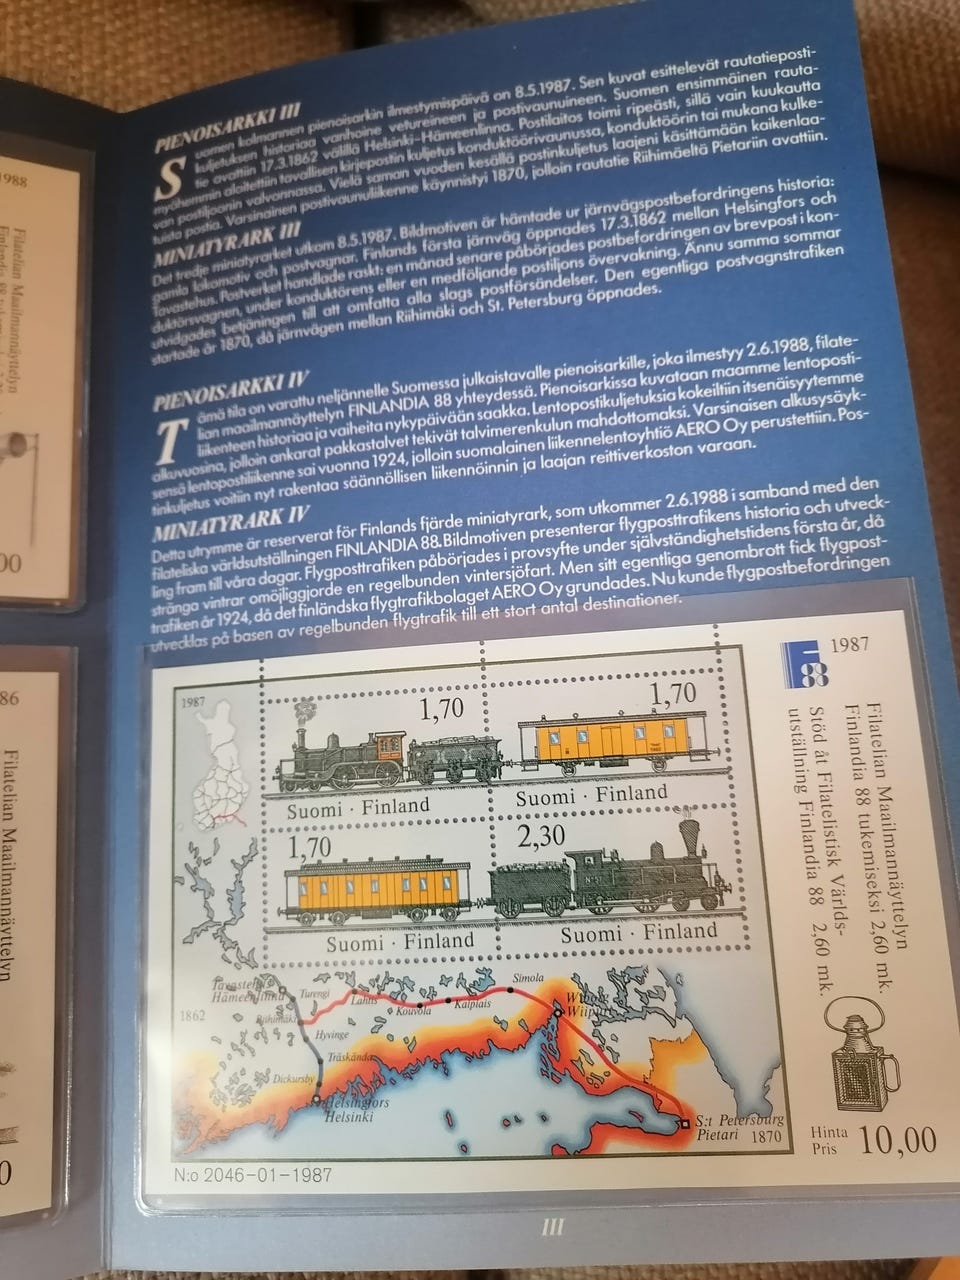 PIENOISARKKI III
Suomen kolmannen pienoisarkin ilmestymispäivä on 8.5.1987. Sen kuvat esittelevät rautatieposti-
kuljetuksen historiaa vanhoine vetureineen ja postivaunuineen. Suomen ensimmäinen rauta-
tie avattiin 17.3.1862 välillä Helsinki-Hämeenlinna. Postilaitos toimi ripeästi, sillä vain kuukautta
myöhemmin aloitettiin tavallisen kirjepostin kuljetus konduktöörivaunussa, konduktöörin tai mukana kulke-
van postiljoonin valvonnassa. Vielä saman vuoden kesällä postinkuljetus laajeni käsittämään kaikenlaa-
tuista postia. Varsinainen postivaunuliikenne käynnistyi 1870, jolloin rautatie Riihimäeltä Pietariin avattiin.
MINIATYRARK III
Det tredje miniatyrarket utkom 8.5.1987. Bildmotiven är hämtade ur järnvägspostbefordringens historia:
gamla lokomotiv och postvagnar. Finlands första järnväg öppnades 17.3.1862 mellan Helsingfors och
Tavastehus. Postverket handlade raskt: en månad senare påbörjades postbefordringen av brevpost i kon-
duktörsvagnen, under konduktörens eller en medföljande postiljons övervakning. Ännu samma sommar
utvidgades betjäningen till att omfatta alla slags postförsändelser. Den egentliga postvagnstrafiken
startade år 1870, då järnvägen mellan Riihimäki och St. Petersburg öppnades.
PIENOISARKKI IV
Tämä tila on varattu neljännelle Suomessa julkaistavalle pienoisarkille, joka ilmestyy 2.6.1988, filate-
lian maailmannäyttelyn FINLANDIA 88 yhteydessä. Pienoisarkissa kuvataan maamme lentoposti-
liikenteen historiaa ja vaiheita nykypäivään saakka. Lentopostikuljetuksia kokeiltiin itsenäisyytemme
alkuvuosina, jolloin ankarat pakkastalvet tekivät talvimerenkulun mahdottomaksi. Varsinaisen alkusysäyk-
sensä lentopostiliikenne sai vuonna 1924, jolloin suomalainen liikennelentoyhtiö AERO Oy perustettiin. Pos-
tinkuljetus voitiin nyt rakentaa säännöllisen liikennöinnin ja laajan reittiverkoston varaan.
MINIATYRARK IV
Detta utrymme är reserverat för Finlands fjärde miniatyrark, som utkommer 2.6.1988 i samband med den
filateliska världsutställningen FINLANDIA 88. Bildmotiven presenterar flygposttrafikens historia och utveck-
ling fram till våra dagar. Flygposttrafiken påbörjades i provsyfte under självständighetstidens första år, då
stränga vintrar omöjliggjorde en regelbunden vintersjöfart. Men sitt egentliga genombrott fick flygpost-
trafiken år 1924, då det finländska flygtrafikbolaget AERO Oy grundades. Nu kunde flygpostbefordringen
utvecklas på basen av regelbunden flygtrafik till ett stort antal destinationer.
1987
1,70
1,70
Suomi · Finland
Suomi · Finland
1,70
2,30
Suomi · Finland
Suomi · Finland
Hämeenlinna
Turengi
Lahtis
Kouvola
Kaipiais
Simola
Wiborg
Wiipuri
1862
Riihimäki
Hyvinge
Träskända
Dickursby
Helsingfors
Helsinki
S:t Petersburg
Pietari 1870
N:o 2046-01-1987
88
1987
Filatelian Maailmannäyttelyn
Finlandia 88 tukemiseksi 2,60 mk.
Stöd åt Filatelistisk Världs-
utställning Finlandia 88 2,60 mk.
Hinta
Pris 10,00
III
1988
Filatelian Maailmannäyttelyn
00
86
Filatelian Maailmannäyttelyn
0